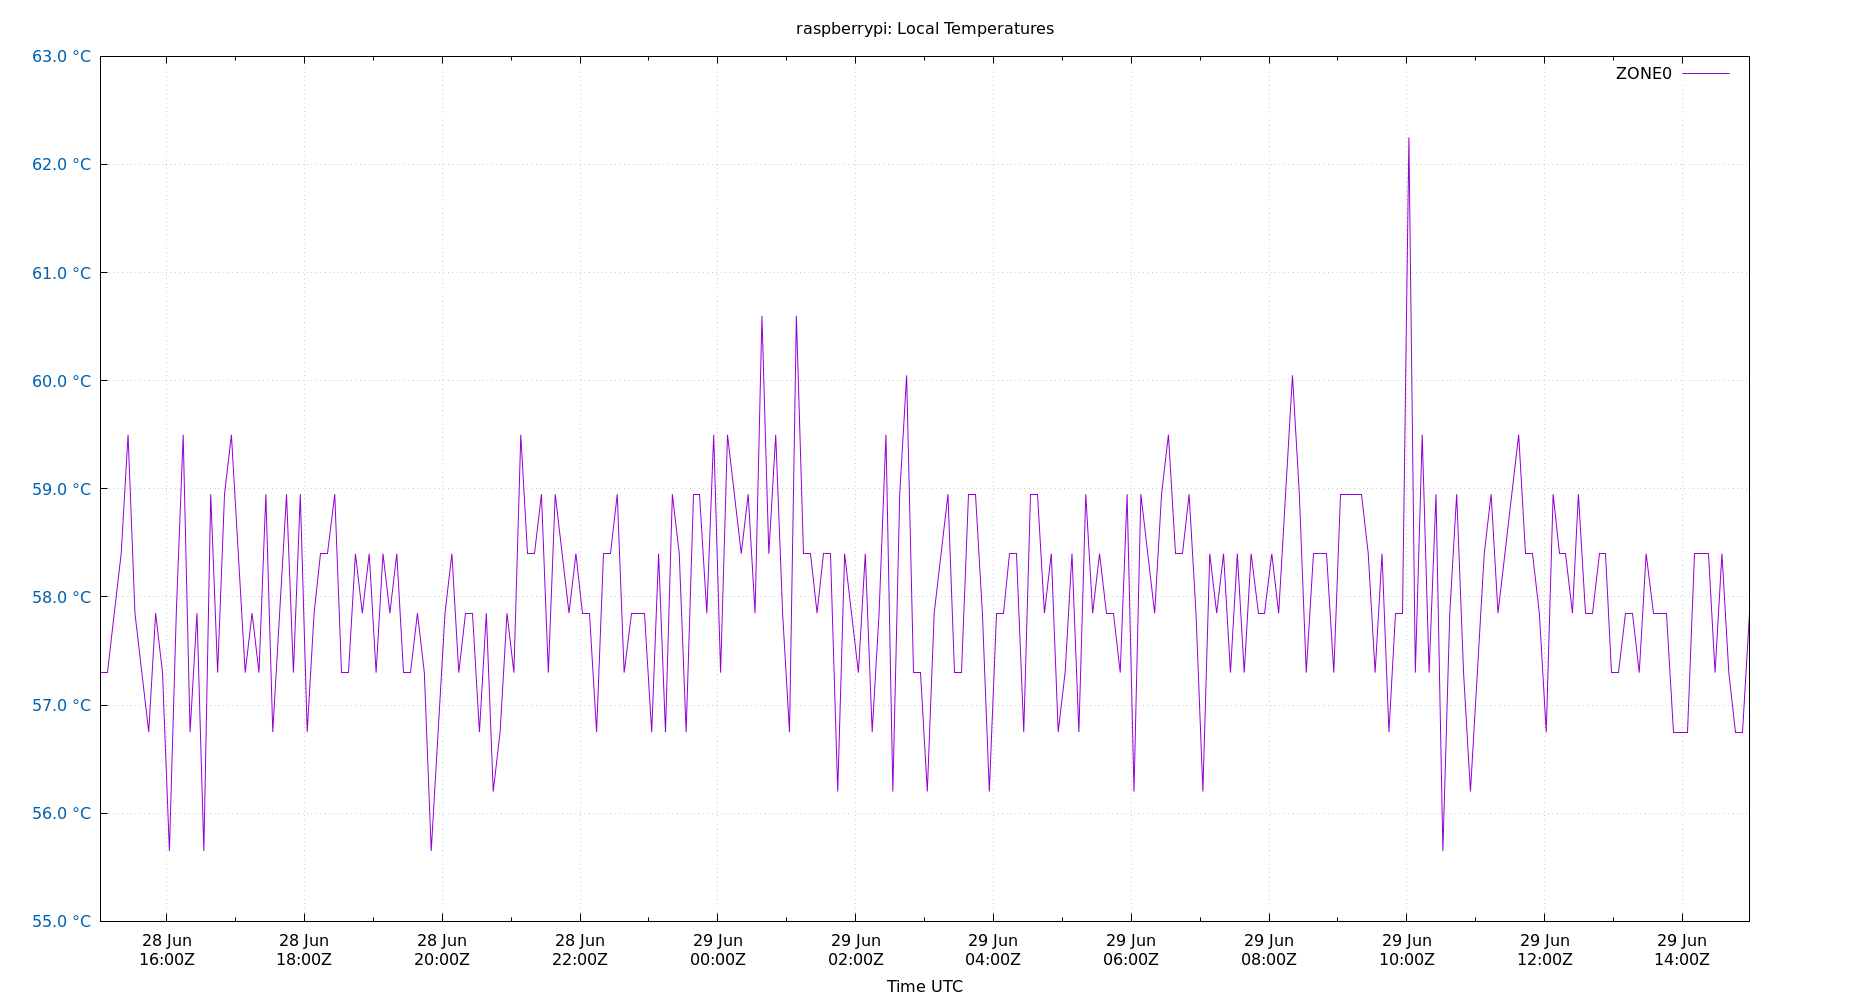 raspberrypi: Local Temperatures
63.0 °C
ZONE0
62.0 °C
61.0 °C
60.0 °C
59.0 °C
58.0 °C
57.0 °C
56.0 °C
55.0 °C
28 Jun 28 Jun 28 Jun 28 Jun 29 Jun 29 Jun 29 Jun 29 Jun 29 Jun 29 Jun 29 Jun 29 Jun
16:00Z 18:00Z 20:00Z 22:00Z 00:00Z 02:00Z 04:00Z 06:00Z 08:00Z 10:00Z 12:00Z 14:00Z
Time UTC